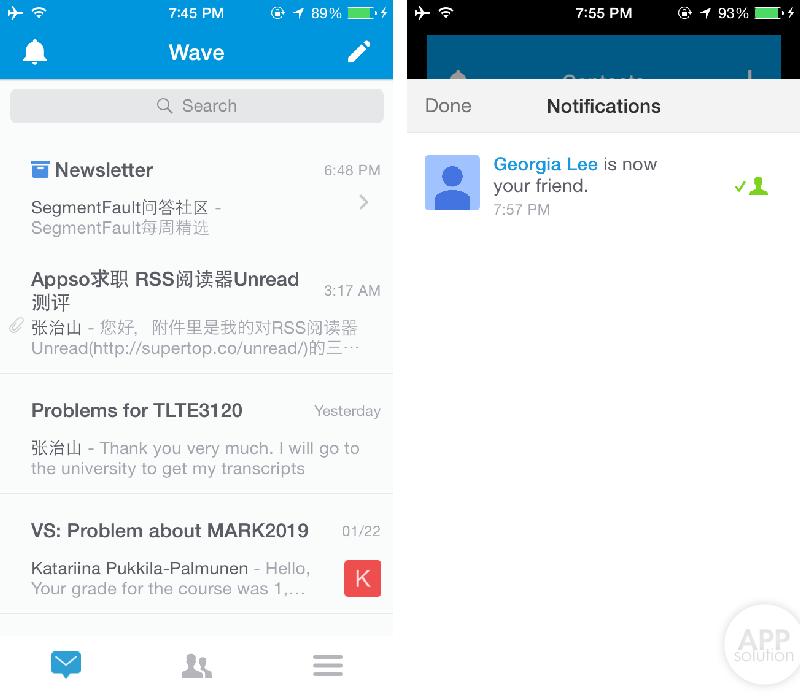 7:45 PM
89%
Wave
Search
Newsletter
6:48 PM
SegmentFault问答社区 -
SegmentFault每周精选
Appso求职 RSS阅读器Unread
测评
3:17 AM
张治山 - 您好，附件里是我的对RSS阅读器
Unread(http://supertop.co/unread/)的三…
Problems for TLTE3120
Yesterday
张治山 - Thank you very much. I will go to
the university to get my transcripts
VS: Problem about MARK2019
01/22
Katariina Pukkila-Palmunen - Hello,
Your grade for the course was 1,…
K
7:55 PM
93%
Contacts
Done
Notifications
Georgia Lee is now
your friend.
7:57 PM
APP
solution